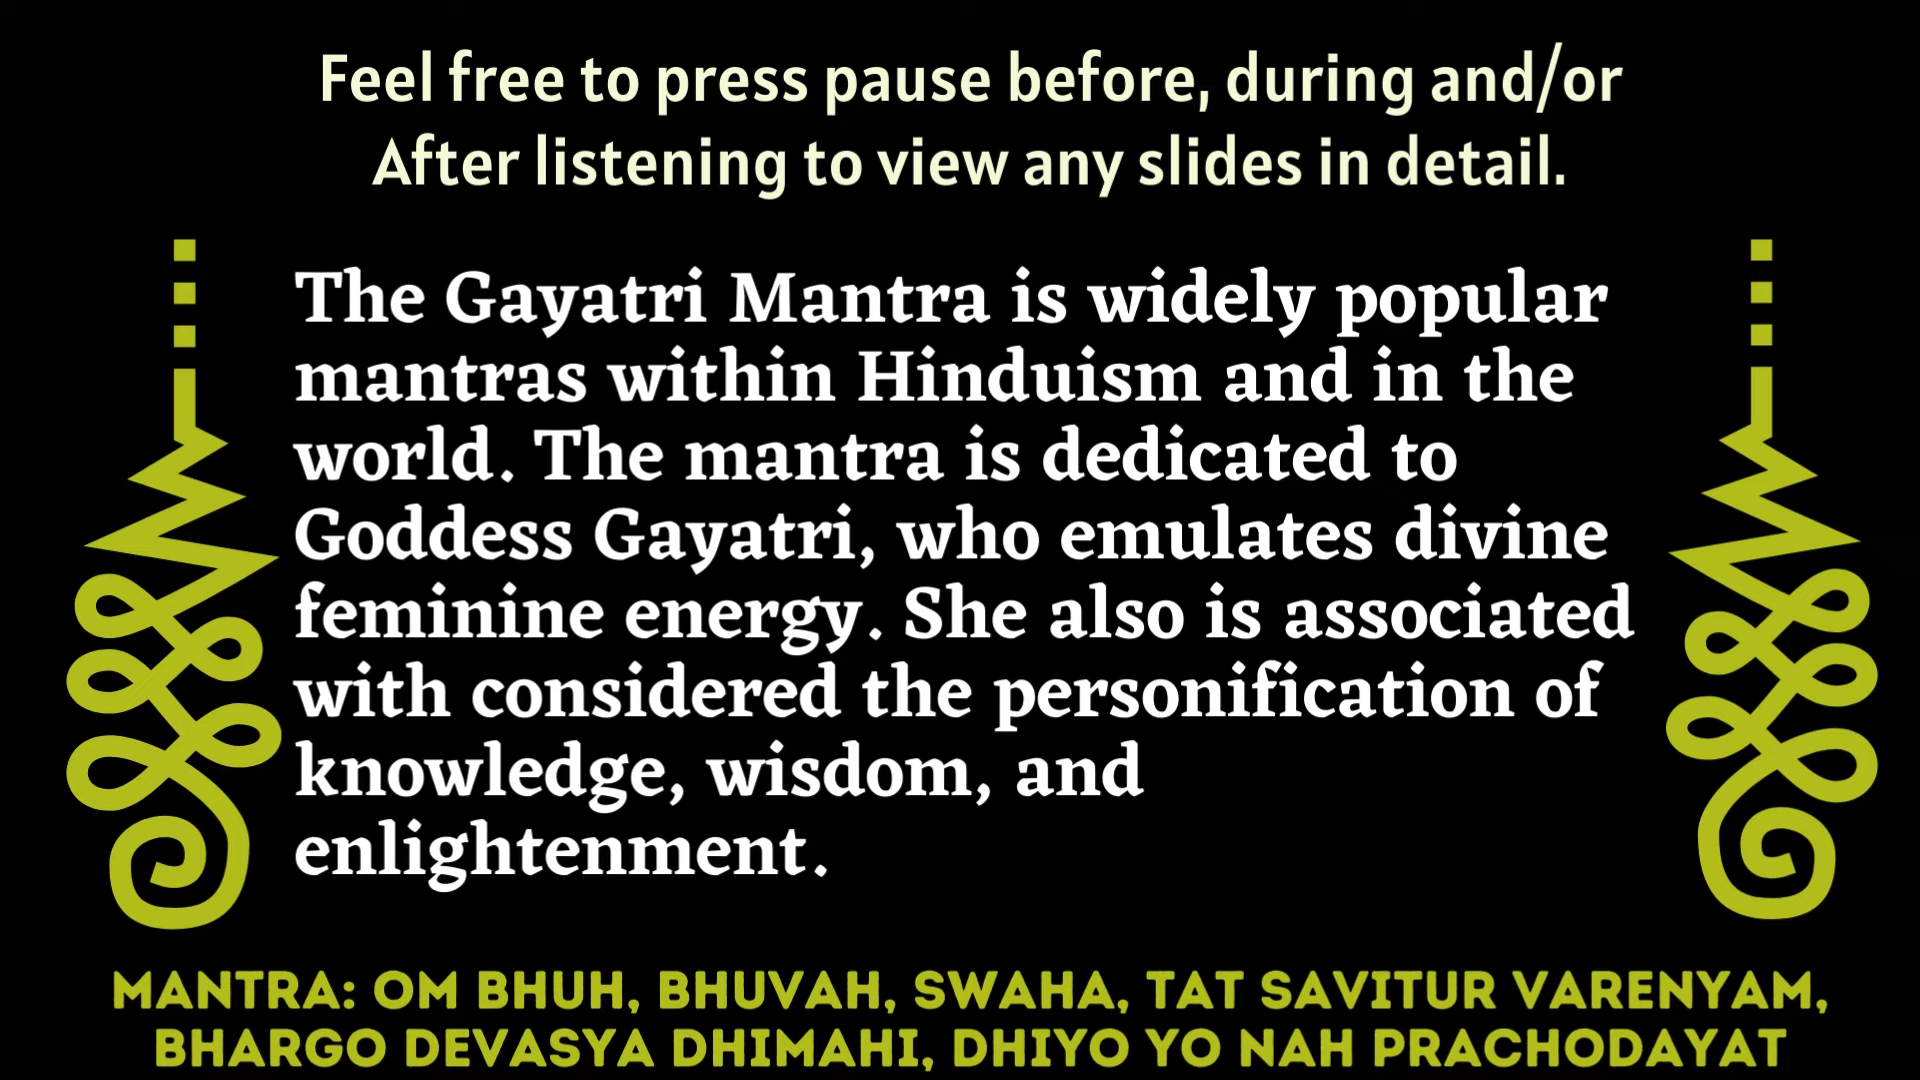 Feel free to press pause before, during and/or
After listening to view any slides in detail.
The Gayatri Mantra is widely popular
mantras within Hinduism and in the
world. The mantra is dedicated to
Goddess Gayatri, who emulates divine
feminine energy. She also is associated
with considered the personification of
knowledge, wisdom, and
enlightenment.
MANTRA: OM BHUH, BHUVAH, SWAHA, TAT SAVITUR VARENYAM,
BHARGO DEVASYA DHIMAHI, DHIYO YO NAH PRACHODAYAT